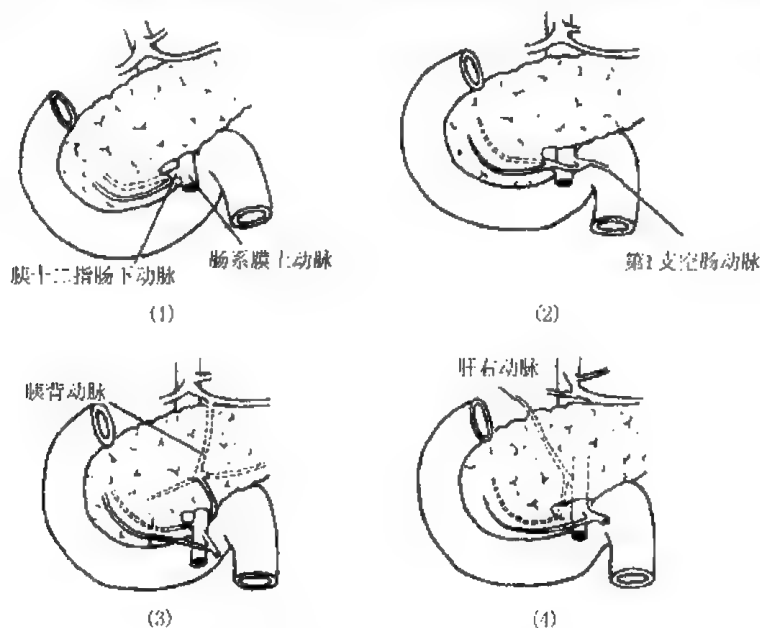 胰十二指肠下动脉
肠系膜上动脉
(1)
第1支空肠动脉
(2)
胰背动脉
(3)
肝右动脉
(4)